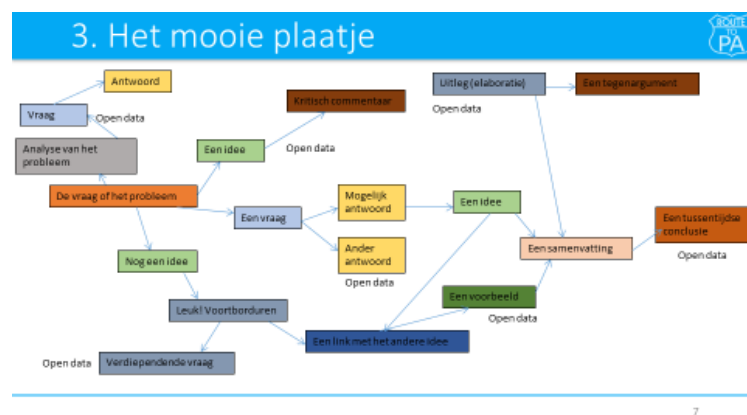 3. Het mooie plaatje
ROUTE
TO
PA
Antwoord
Vraag
Open data
Analyse van het
probleem
De vraag of het probleem
Een idee
Kritisch commentaar
Open data
Een vraag
Mogelijk
antwoord
Ander
antwoord
Open data
Nog een idee
Leuk! Voortborduren
Open data
Verdiependende vraag
Een link met het andere idee
Uitleg (elaboratie)
Open data
Een tegenargument
Een idee
Een samenvatting
Een voorbeeld
Open data
Een tussentijdse
conclusie
Open data
7